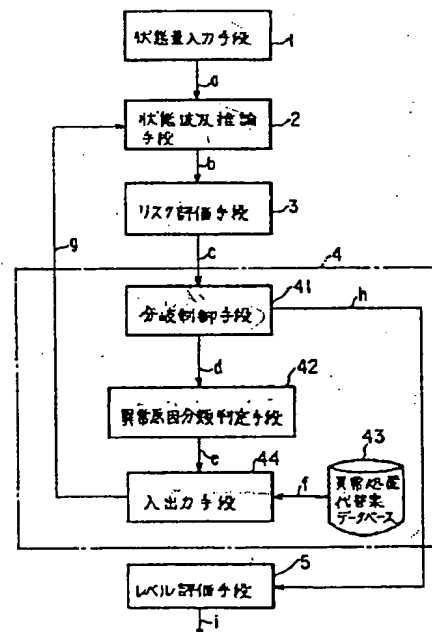 状態量入力手段
1
a
状態波及推論
手段
2
b
g
リスク評価手段
3
c
4
分岐制御手段
41
h
d
42
異常原因分類判定手段
43
e
44
入出力手段
f
異常処置
代替案
データベース
5
レベル評価手段
i